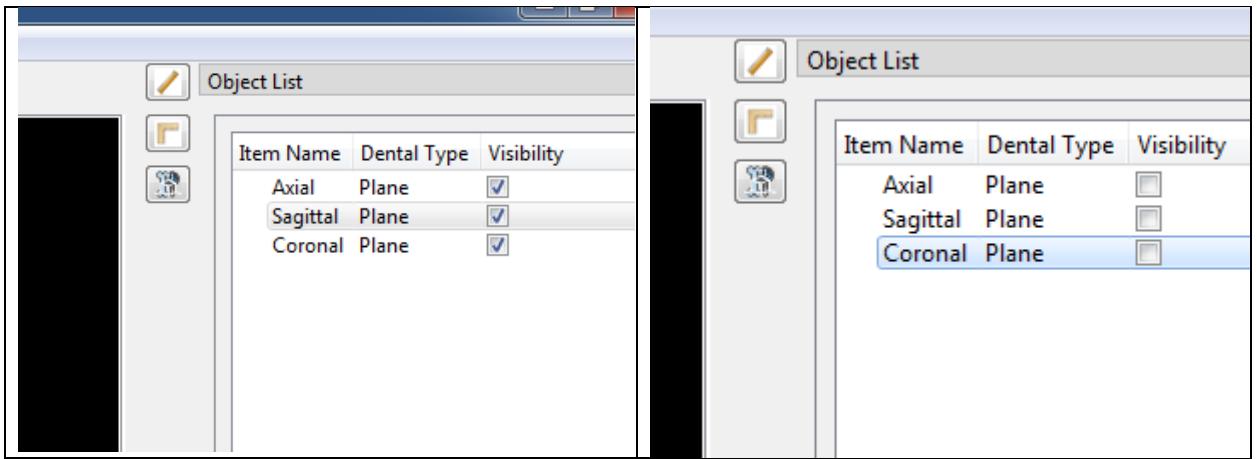 Object List
Item Name Dental Type Visibility
Axial Plane
Sagittal Plane
Coronal Plane
Object List
Item Name Dental Type Visibility
Axial Plane
Sagittal Plane
Coronal Plane